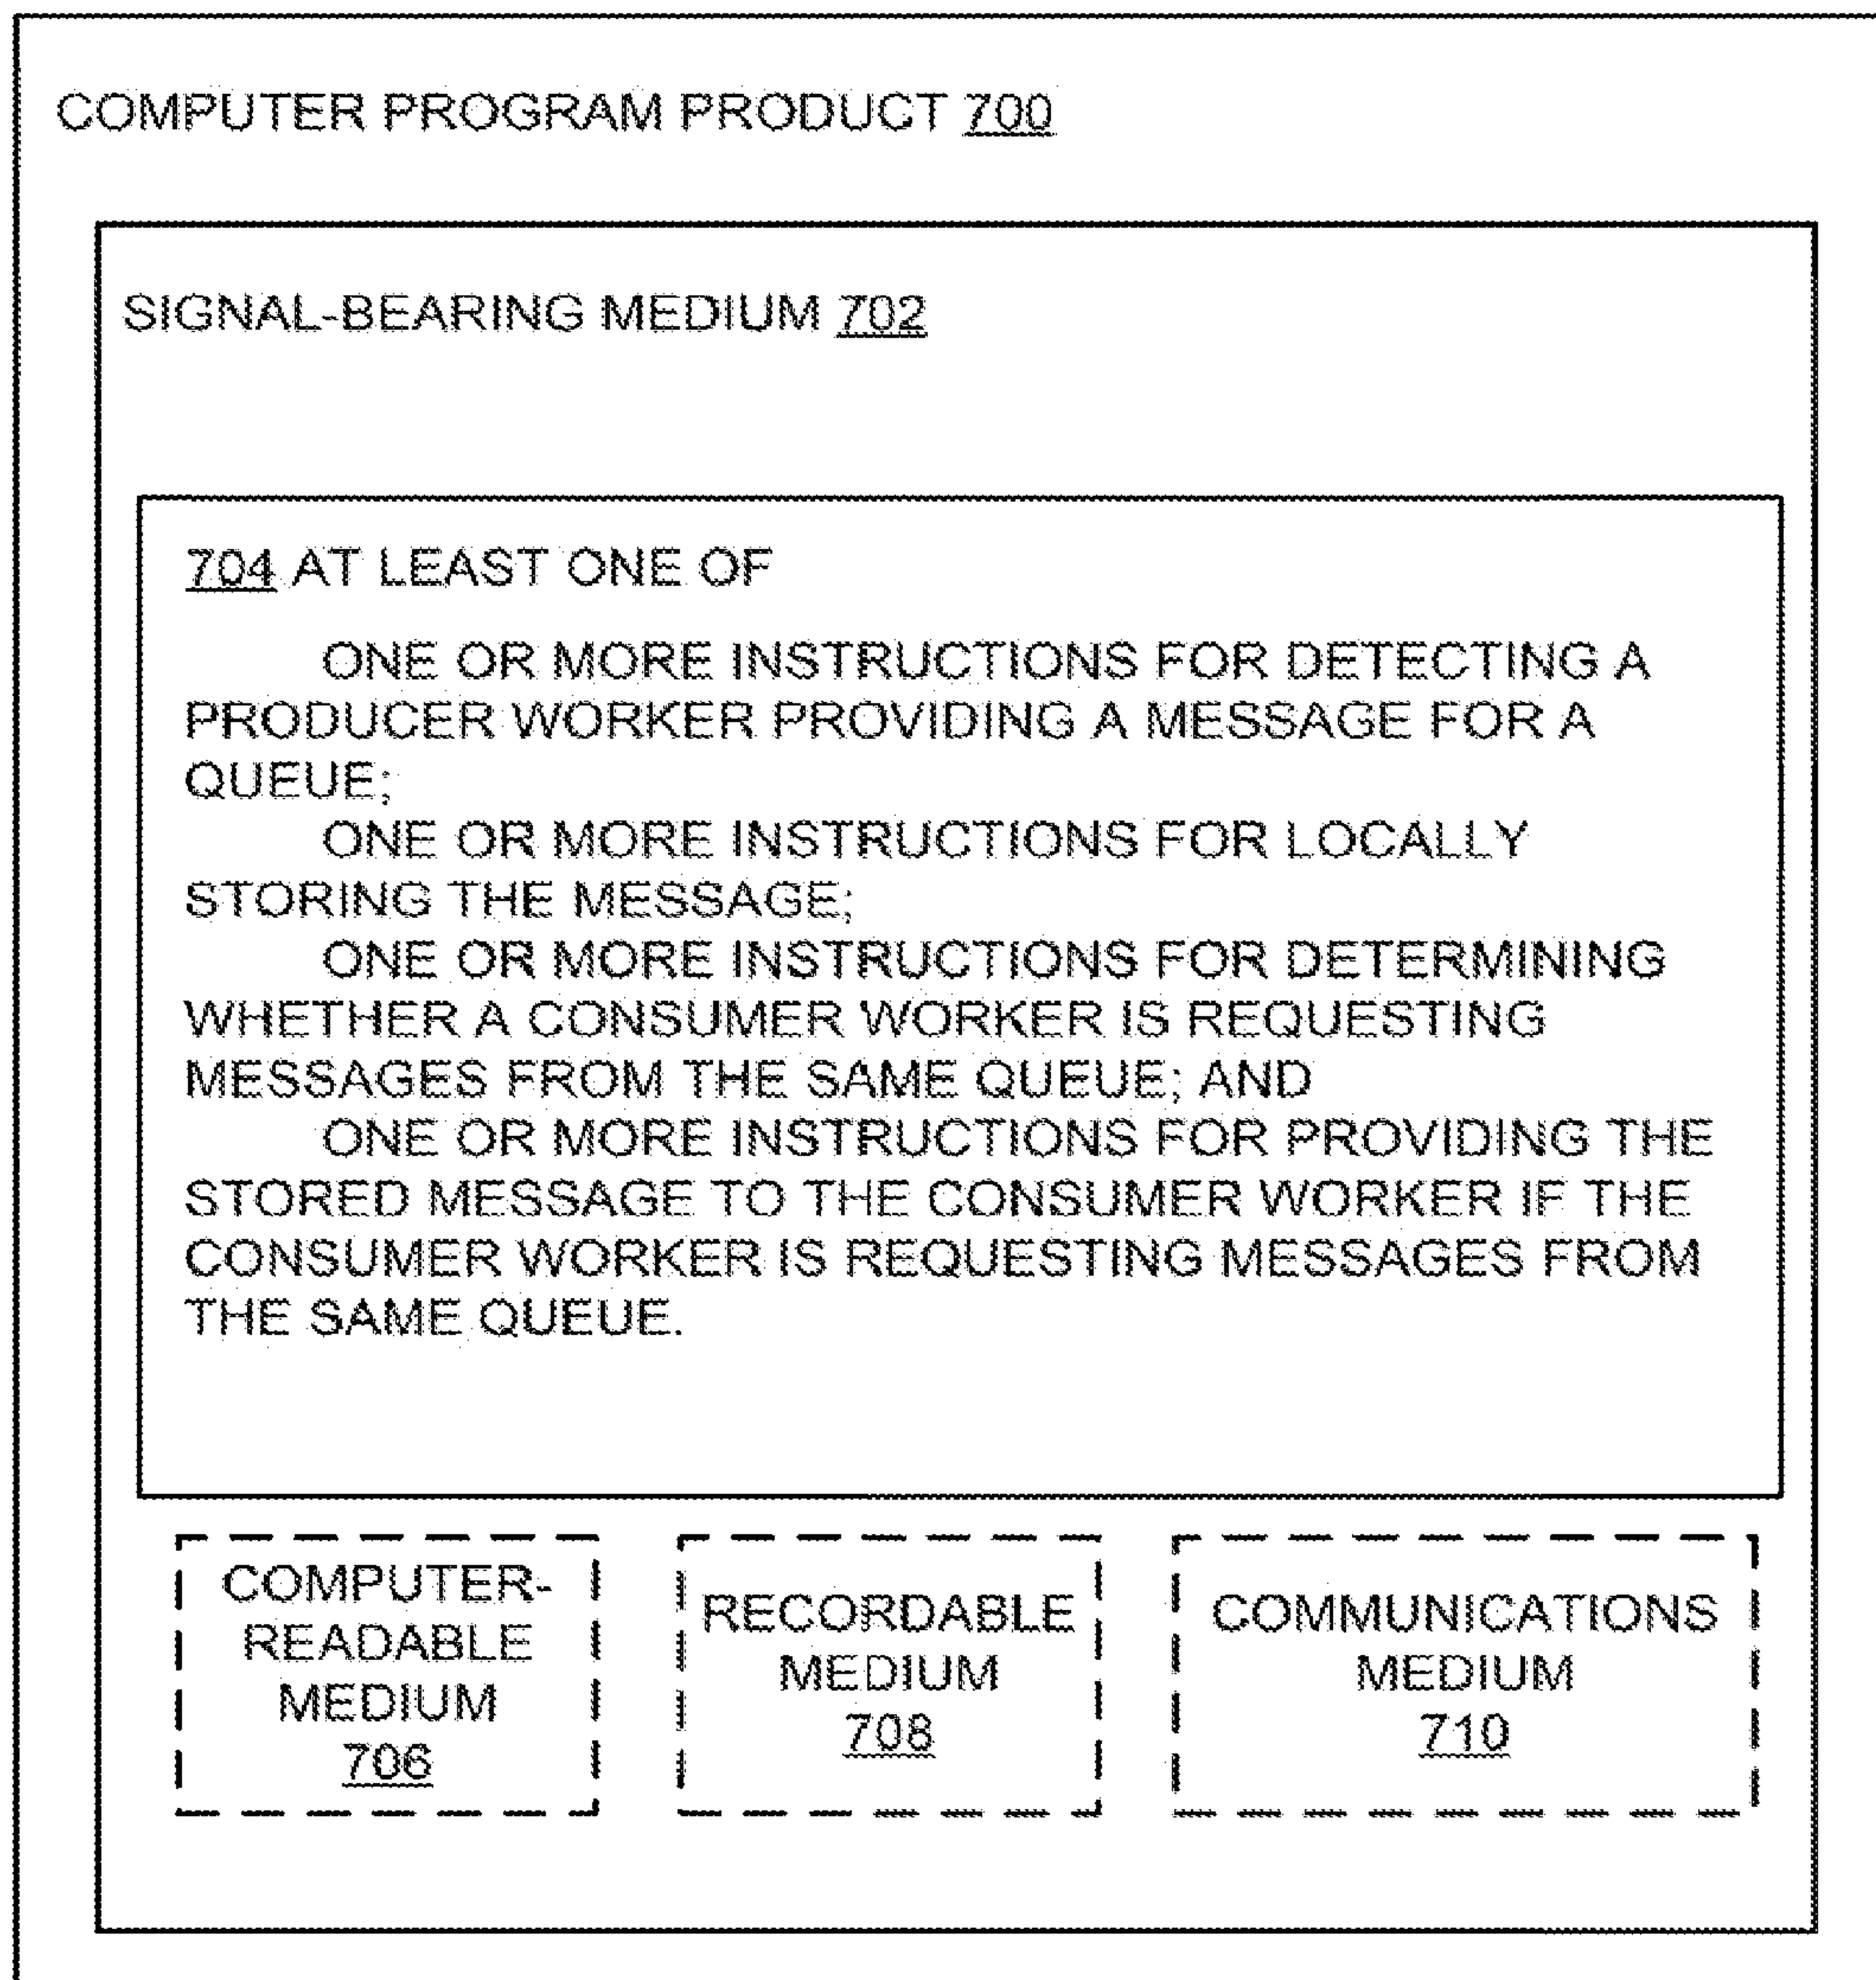 COMPUTER PROGRAM PRODUCT 700
SIGNAL-BEARING MEDIUM 702
704 AT LEAST ONE OF
ONE OR MORE INSTRUCTIONS FOR DETECTING A
PRODUCER WORKER PROVIDING A MESSAGE FOR A
QUEUE;
ONE OR MORE INSTRUCTIONS FOR LOCALLY
STORING THE MESSAGE;
ONE OR MORE INSTRUCTIONS FOR DETERMINING
WHETHER A CONSUMER WORKER IS REQUESTING
MESSAGES FROM THE SAME QUEUE; AND
ONE OR MORE INSTRUCTIONS FOR PROVIDING THE
STORED MESSAGE TO THE CONSUMER WORKER IF THE
CONSUMER WORKER IS REQUESTING MESSAGES FROM
THE SAME QUEUE.
COMPUTER-
READABLE
MEDIUM
706
RECORDABLE
MEDIUM
708
COMMUNICATIONS
MEDIUM
710